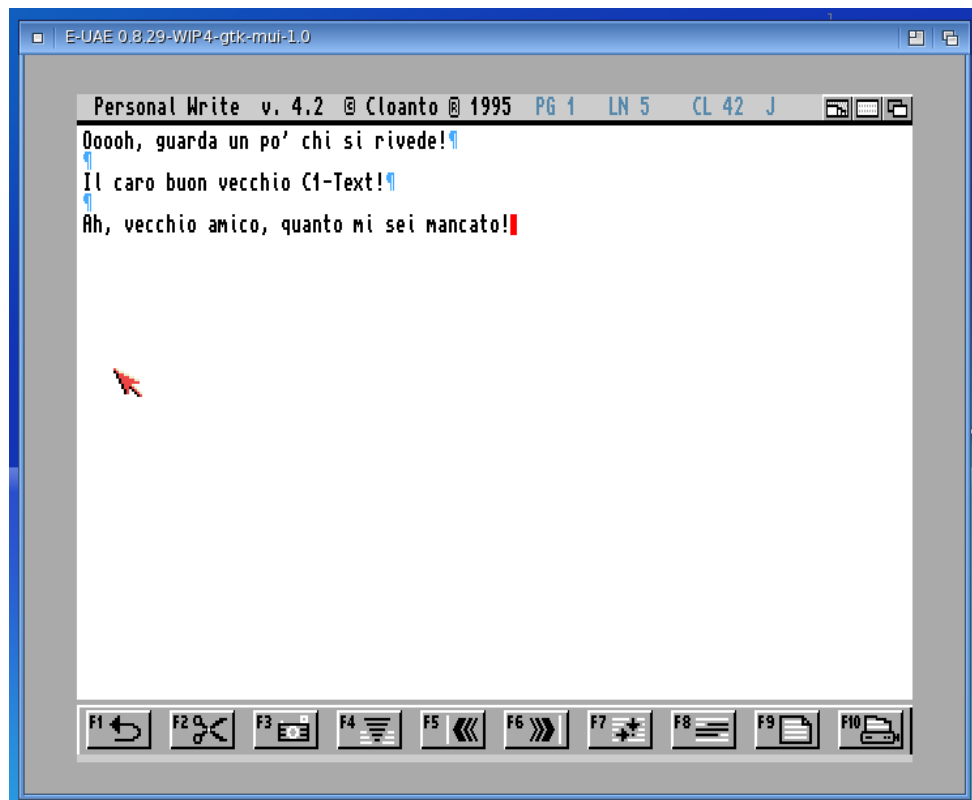 E-UAE 0.8.29-WIP4-gtk-mui-1.0
Personal Write v. 4.2 © Cloanto ® 1995 PG 1 LN 5 CL 42 J
Ooooh, guarda un po' chi si rivede!¶
¶
Il caro buon vecchio C1-Text!¶
¶
Ah, vecchio amico, quanto mi sei mancato!
F1 F2 F3 F4 F5 F6 F7 F8 F9 F10